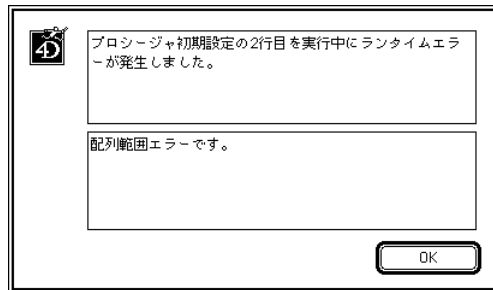 4D
プロシージャ初期設定の2行目を実行中にランタイムエラ
ーが発生しました。
配列範囲エラーです。
OK